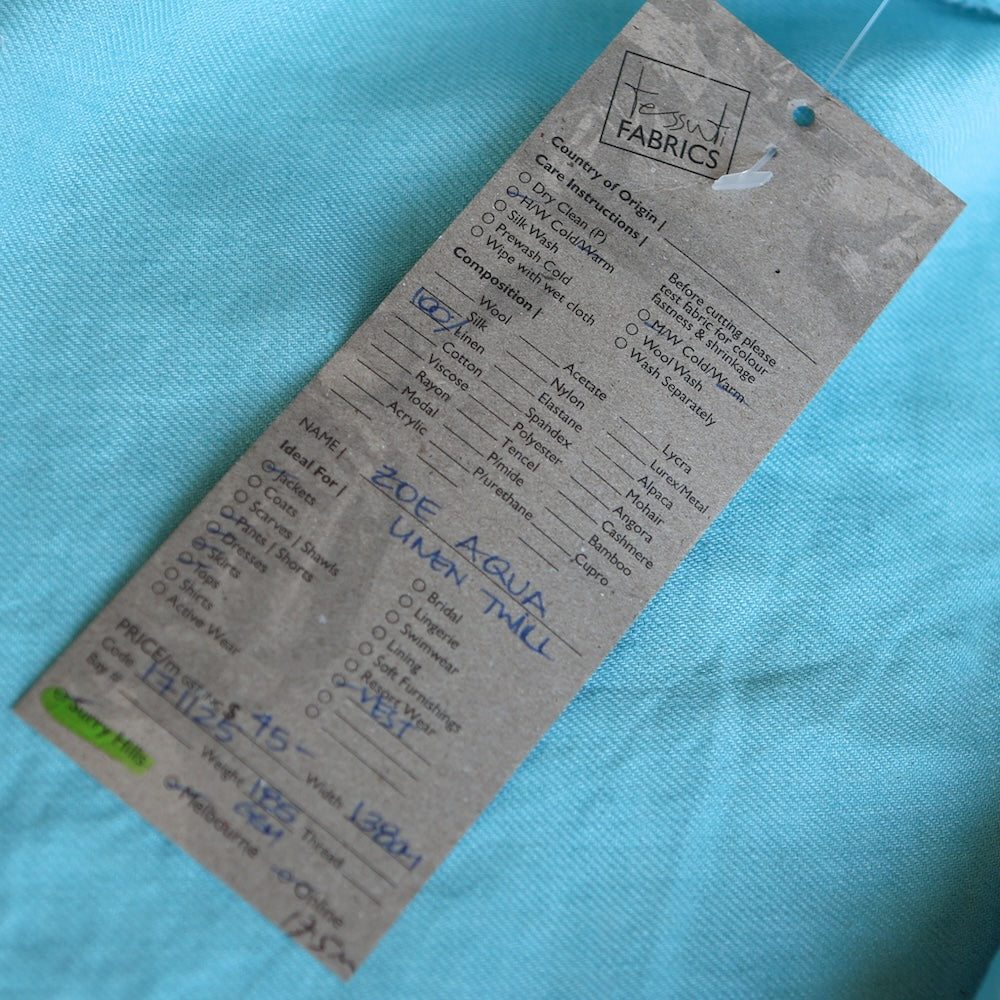 tessuti
FABRICS
Country of Origin |
Care Instructions |
Dry Clean (P)
H/W Cold/Warm
Silk Wash
Prewash Cold
Wipe with wet cloth
Before cutting please
test fabric for colour
fastness & shrinkage
M/W Cold/Warm
Wool Wash
Wash Separately
Composition |
Wool
Silk
100% Linen
Cotton
Viscose
Rayon
Modal
Acrylic
Acetate
Nylon
Elastane
Spandex
Polyester
Tencel
P/mide
P/urethane
Lycra
Lurex/Metal
Alpaca
Mohair
Angora
Cashmere
Bamboo
Cupro
NAME | ZOE AQUA
LINEN TWILL
Ideal For |
Jackets
Coats
Scarves / Shawls
Pants | Shorts
Dresses
Skirts
Tops
Shirts
Active Wear
Bridal
Lingerie
Swimwear
Lining
Soft Furnishings
Resort Wear
VEST
PRICE/m $ 45-
Code 171125
Bay #
Weight 185 Width 138cm
GSM Thread
Surry Hills Melbourne Online
17.5m